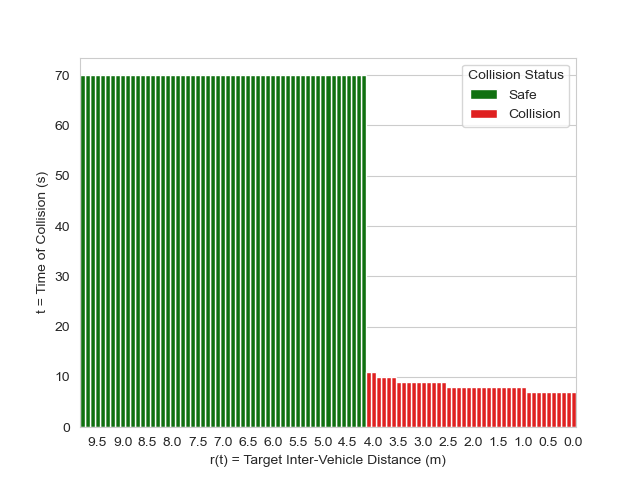 Collision Status
Safe
Collision
70
60
50
40
30
20
10
0
t = Time of Collision (s)
9.5 9.0 8.5 8.0 7.5 7.0 6.5 6.0 5.5 5.0 4.5 4.0 3.5 3.0 2.5 2.0 1.5 1.0 0.5 0.0
r(t) = Target Inter-Vehicle Distance (m)